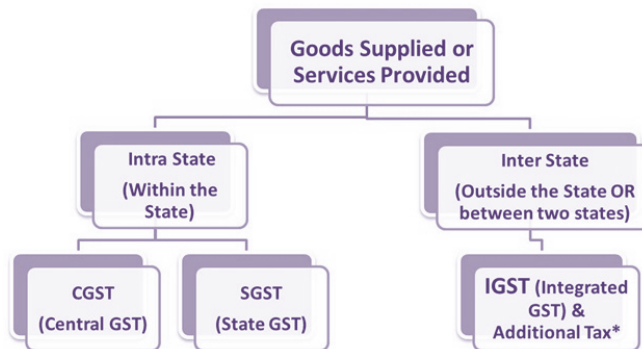 Goods Supplied or
Services Provided
Intra State
(Within the
State)
Inter State
(Outside the State OR
between two states)
CGST
(Central GST)
SGST
(State GST)
IGST (Integrated
GST) &
Additional Tax*